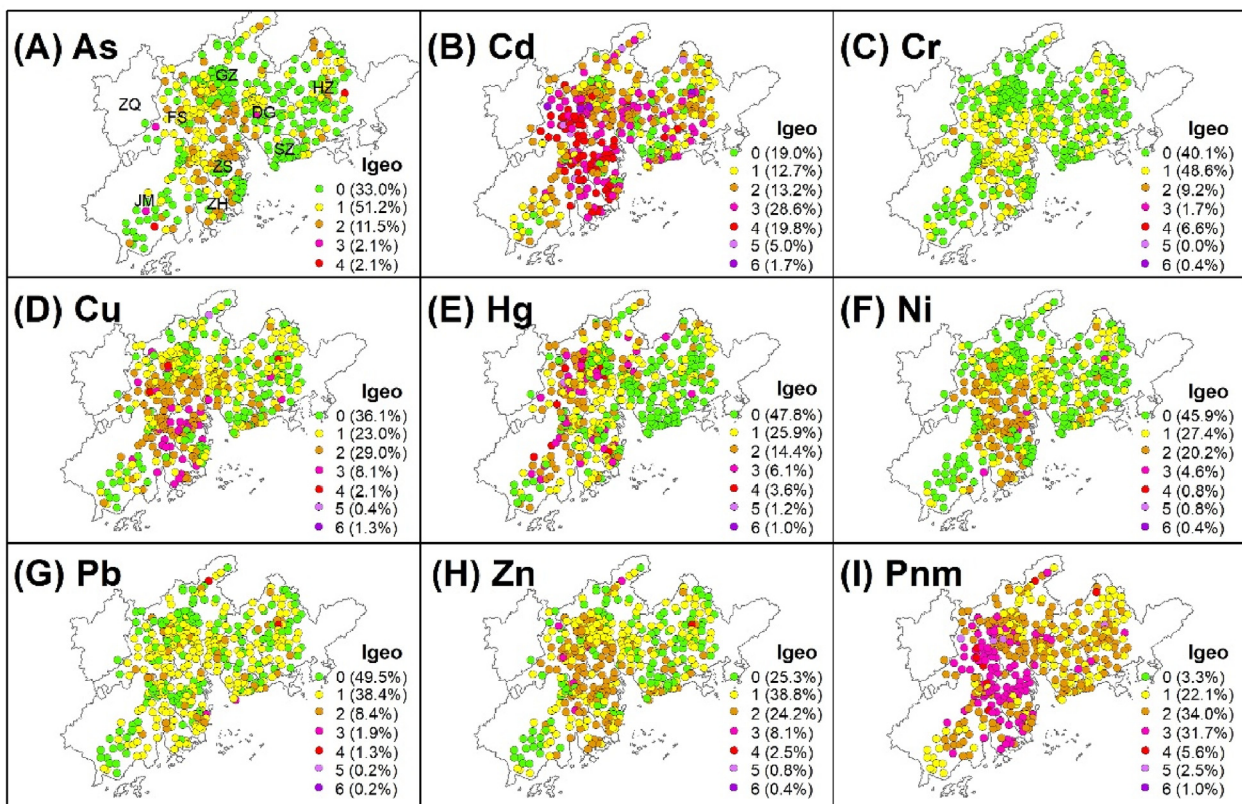 (A) As
ZQ
GZ
HZ
FS
DG
SZ
ZS
JM
ZH
Igeo
0 (33.0%)
1 (51.2%)
2 (11.5%)
3 (2.1%)
4 (2.1%)
(B) Cd
Igeo
0 (19.0%)
1 (12.7%)
2 (13.2%)
3 (28.6%)
4 (19.8%)
5 (5.0%)
6 (1.7%)
(C) Cr
Igeo
0 (40.1%)
1 (48.6%)
2 (9.2%)
3 (1.7%)
4 (6.6%)
5 (0.0%)
6 (0.4%)
(D) Cu
Igeo
0 (36.1%)
1 (23.0%)
2 (29.0%)
3 (8.1%)
4 (2.1%)
5 (0.4%)
6 (1.3%)
(E) Hg
Igeo
0 (47.8%)
1 (25.9%)
2 (14.4%)
3 (6.1%)
4 (3.6%)
5 (1.2%)
6 (1.0%)
(F) Ni
Igeo
0 (45.9%)
1 (27.4%)
2 (20.2%)
3 (4.6%)
4 (0.8%)
5 (0.8%)
6 (0.4%)
(G) Pb
Igeo
0 (49.5%)
1 (38.4%)
2 (8.4%)
3 (1.9%)
4 (1.3%)
5 (0.2%)
6 (0.2%)
(H) Zn
Igeo
0 (25.3%)
1 (38.8%)
2 (24.2%)
3 (8.1%)
4 (2.5%)
5 (0.8%)
6 (0.4%)
(I) Pnm
Igeo
0 (3.3%)
1 (22.1%)
2 (34.0%)
3 (31.7%)
4 (5.6%)
5 (2.5%)
6 (1.0%)